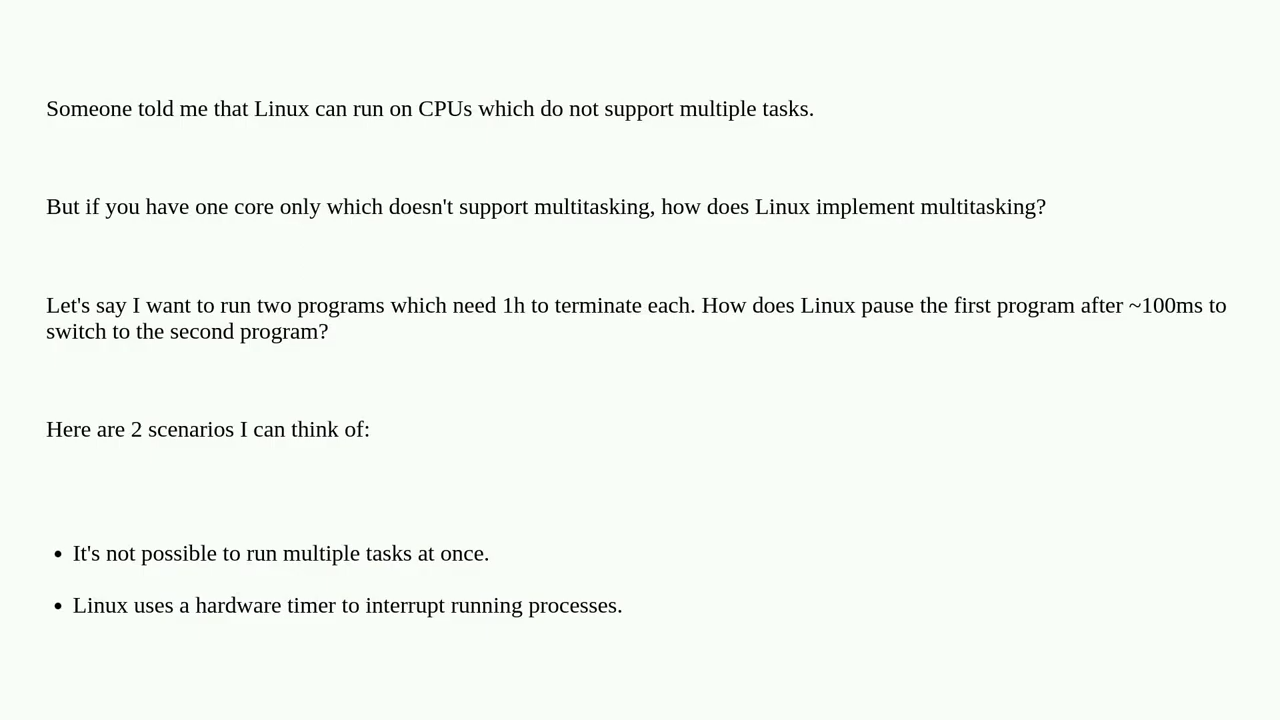 Someone told me that Linux can run on CPUs which do not support multiple tasks.
But if you have one core only which doesn't support multitasking, how does Linux implement multitasking?
Let's say I want to run two programs which need 1h to terminate each. How does Linux pause the first program after ~100ms to
switch to the second program?
Here are 2 scenarios I can think of:
• It's not possible to run multiple tasks at once.
• Linux uses a hardware timer to interrupt running processes.